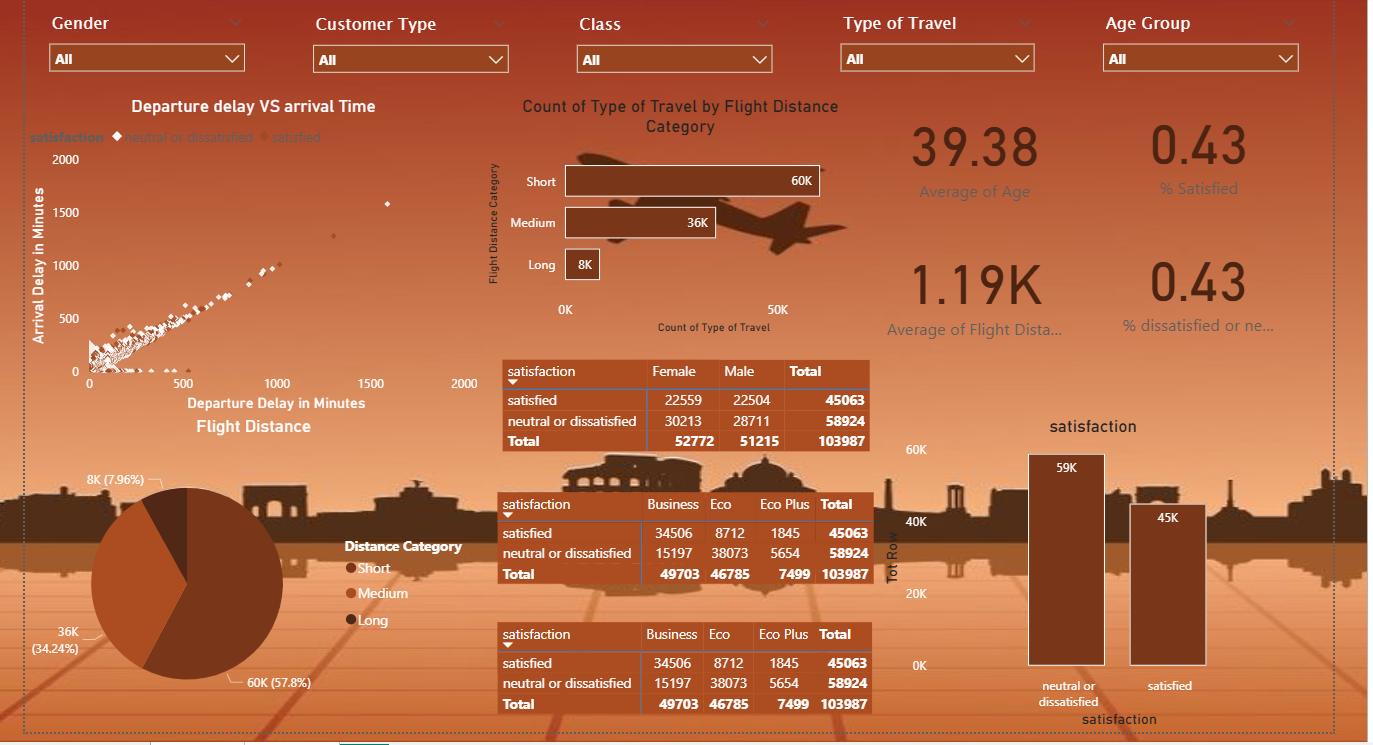 Gender
Customer Type
Class
Type of Travel
Age Group
All
All
All
All
All
Departure delay VS arrival Time
satisfaction neutral or dissatisfied satisfied
Arrival Delay in Minutes
2000
1500
1000
500
0
0 500 1000 1500 2000
Departure Delay in Minutes
Count of Type of Travel by Flight Distance
Category
Flight Distance Category
Short 60K
Medium 36K
Long 8K
0K 50K
Count of Type of Travel
39.38
Average of Age
0.43
% Satisfied
1.19K
Average of Flight Dista...
0.43
% dissatisfied or ne...
satisfaction Female Male Total
satisfied 22559 22504 45063
neutral or dissatisfied 30213 28711 58924
Total 52772 51215 103987
Flight Distance
8K (7.96%)
36K
(34.24%)
60K (57.8%)
Distance Category
Short
Medium
Long
satisfaction Business Eco Eco Plus Total
satisfied 34506 8712 1845 45063
neutral or dissatisfied 15197 38073 5654 58924
Total 49703 46785 7499 103987
satisfaction Business Eco Eco Plus Total
satisfied 34506 8712 1845 45063
neutral or dissatisfied 15197 38073 5654 58924
Total 49703 46785 7499 103987
satisfaction
Tot Row
60K
40K
20K
0K
59K
45K
neutral or
dissatisfied
satisfied
satisfaction